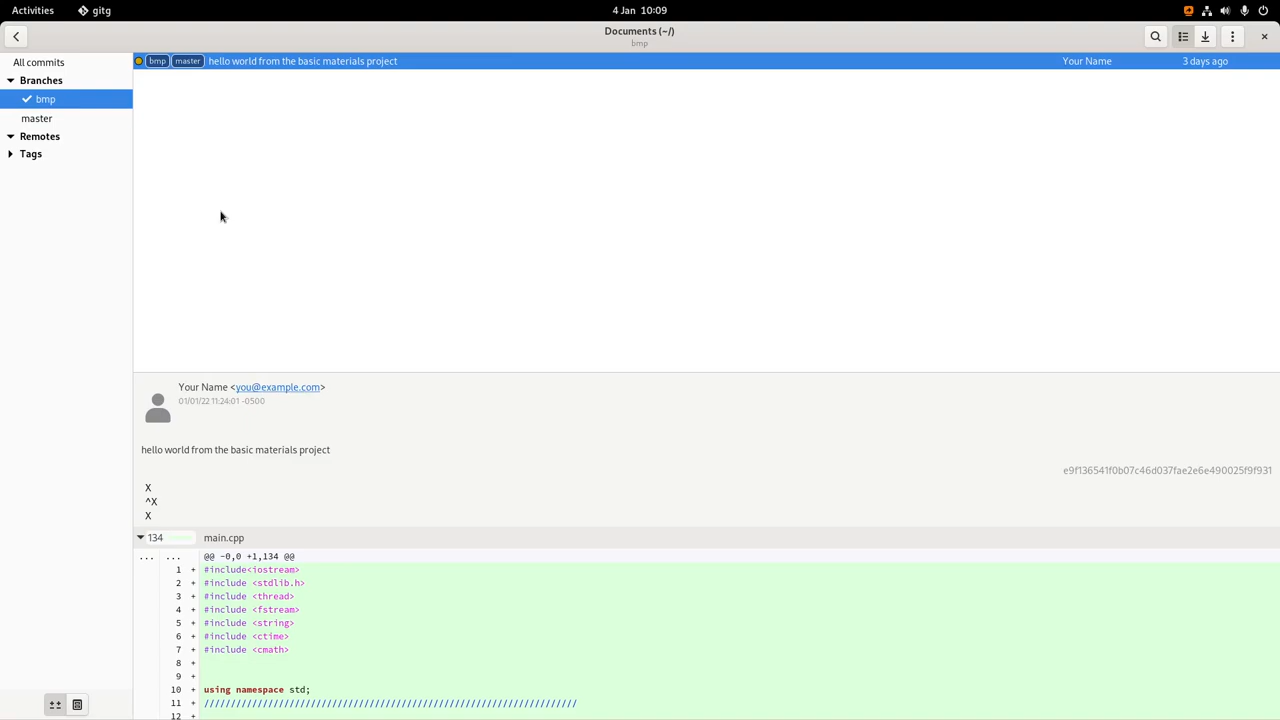 Activities gitg 4 Jan 10:09
Documents (~/)
bmp
All commits
Branches
bmp
master
Remotes
Tags
bmp master hello world from the basic materials project Your Name 3 days ago
Your Name <you@example.com>
01/01/22 11:24:01 -0500
hello world from the basic materials project
e9f136541f0b07c46d037fae2e6e490025f9f931
X
^X
X
134 main.cpp
... ... @@ -0,0 +1,134 @@
1 + #include<iostream>
2 + #include <stdlib.h>
3 + #include <thread>
4 + #include <fstream>
5 + #include <string>
6 + #include <ctime>
7 + #include <cmath>
8 +
9 +
10 + using namespace std;
11 + //////////////////////////////////////////////////////////////////////
12 +